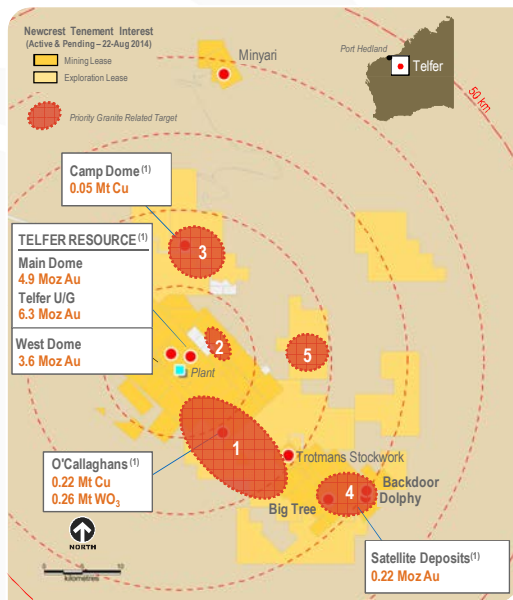 Newcrest Tenement Interest
(Active & Pending – 22-Aug 2014)
Mining Lease
Exploration Lease
Priority Granite Related Target
Minyari
Port Hedland
Telfer
50 km
Camp Dome (1)
0.05 Mt Cu
3
TELFER RESOURCE (1)
Main Dome
4.9 Moz Au
Telfer U/G
6.3 Moz Au
West Dome
3.6 Moz Au
2
5
Plant
1
Trotmans Stockwork
O'Callaghans (1)
0.22 Mt Cu
0.26 Mt WO3
4
Backdoor
Dolphy
Big Tree
Satellite Deposits (1)
0.22 Moz Au
NORTH
0 5 10
kilometres